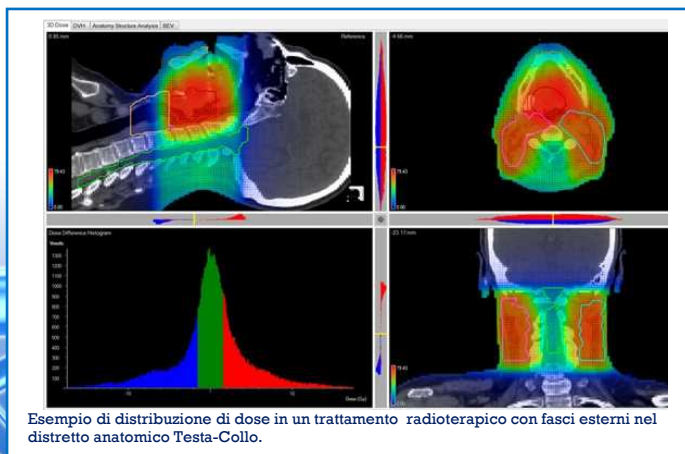 3D Dose DVH Anatomy Structure Analysis BEV
Reference
Dose Difference Histogram
Voxels
Dose (Cy)
Esempio di distribuzione di dose in un trattamento radioterapico con fasci esterni nel
distretto anatomico Testa-Collo.